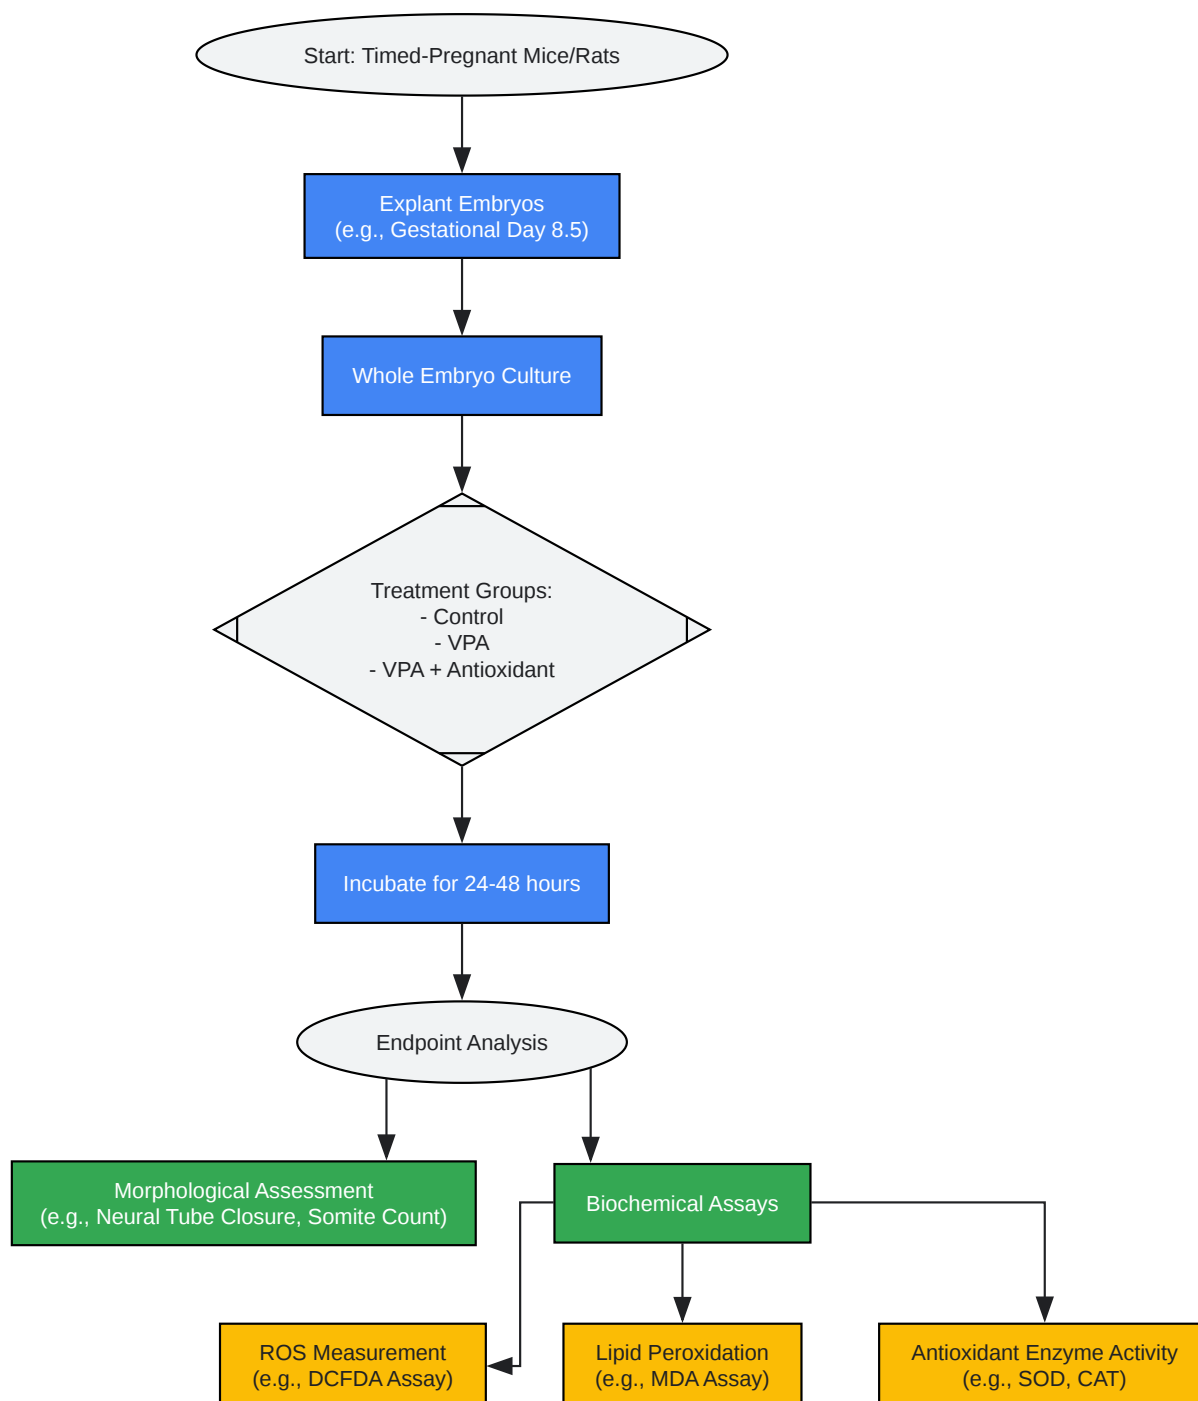 Start: Timed-Pregnant Mice/Rats
Explant Embryos
(e.g., Gestational Day 8.5)
Whole Embryo Culture
Treatment Groups:
- Control
- VPA
- VPA + Antioxidant
Incubate for 24-48 hours
Endpoint Analysis
Morphological Assessment
(e.g., Neural Tube Closure, Somite Count)
Biochemical Assays
ROS Measurement
(e.g., DCFDA Assay)
Lipid Peroxidation
(e.g., MDA Assay)
Antioxidant Enzyme Activity
(e.g., SOD, CAT)